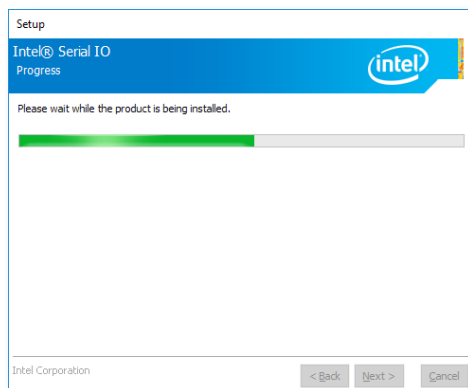 Setup
Intel® Serial IO
Progress
intel
Please wait while the product is being installed.
Intel Corporation
< Back
Next >
Cancel